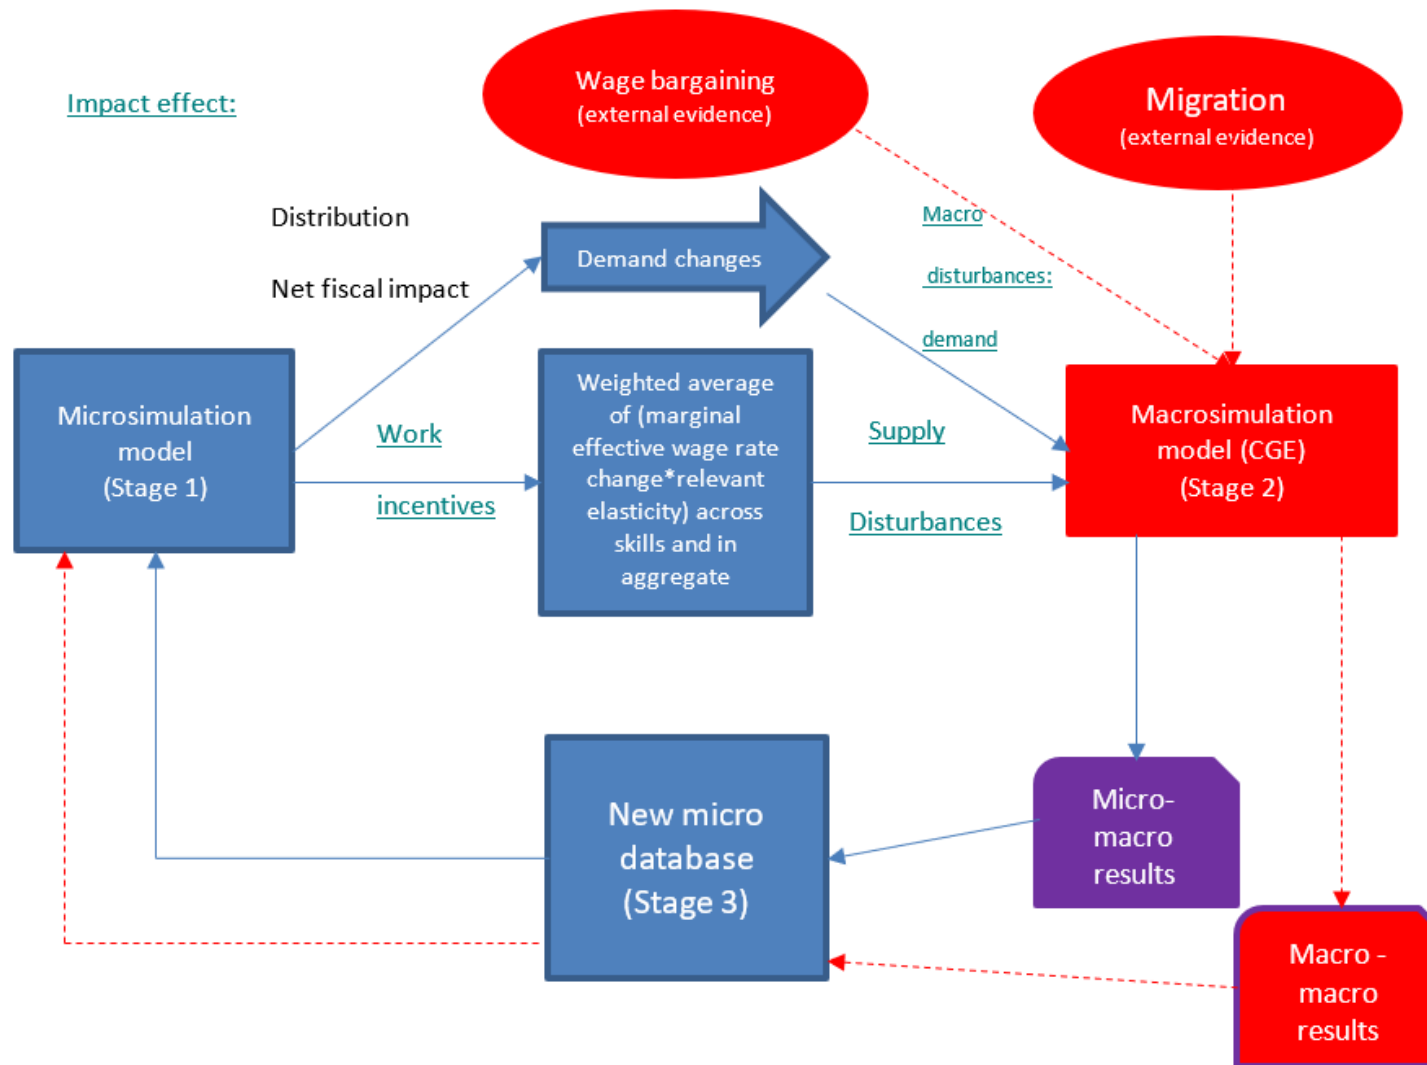 Impact effect:
Wage bargaining
(external evidence)
Migration
(external evidence)
Distribution
Net fiscal impact
Demand changes
Macro
disturbances:
demand
Microsimulation
model
(Stage 1)
Work
incentives
Weighted average
of (marginal
effective wage rate
change*relevant
elasticity) across
skills and in
aggregate
Supply
Disturbances
Macrosimulation
model (CGE)
(Stage 2)
New micro
database
(Stage 3)
Micro-
macro
results
Macro -
macro
results